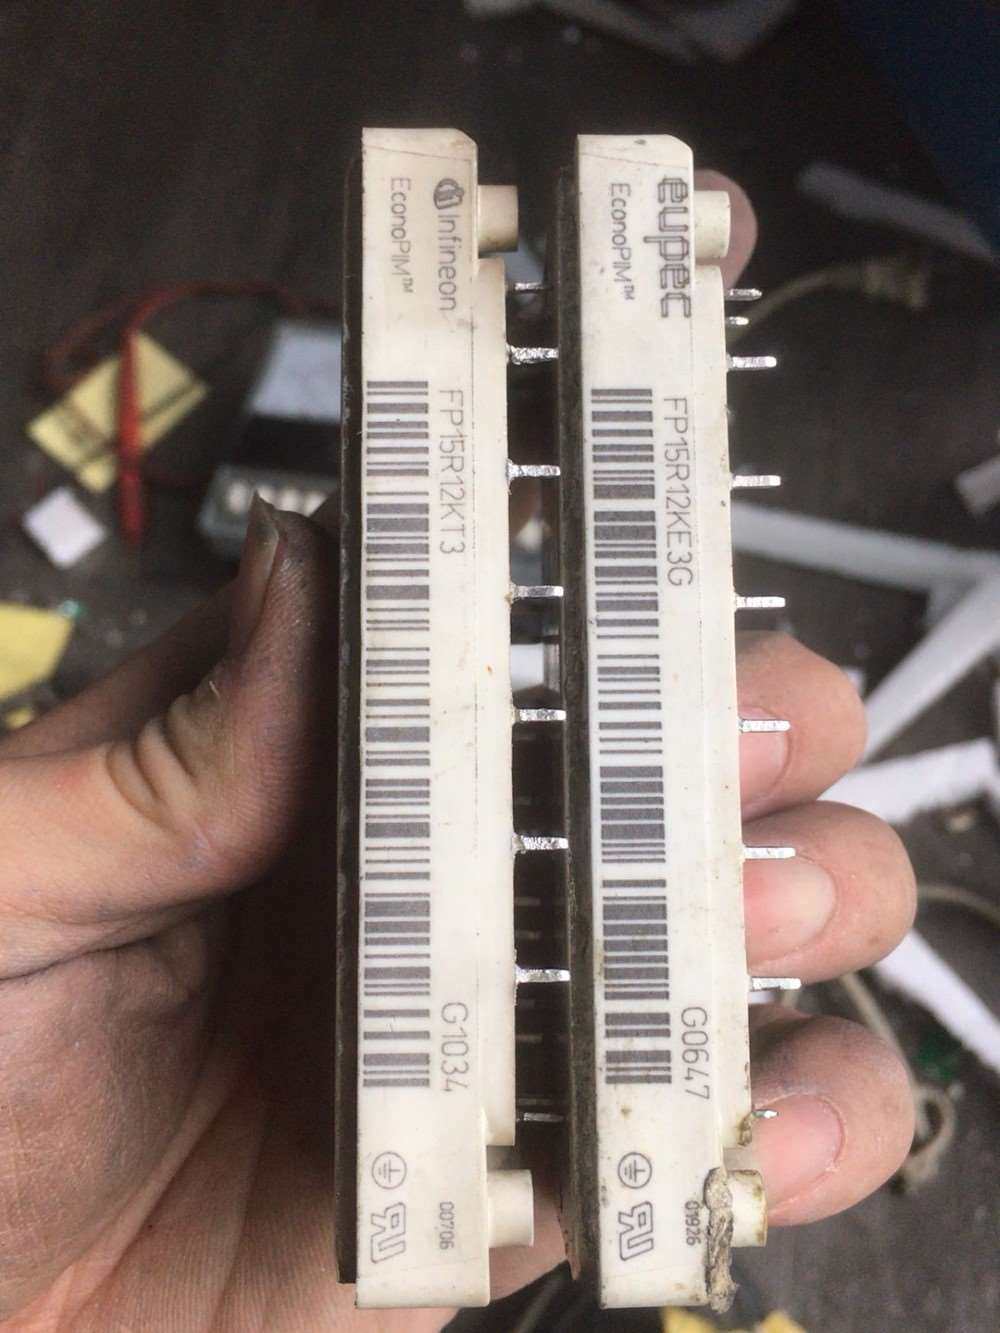 Infineon
EconoPIM™
FP15R12KT3
G1034
00706
eupec
EconoPIM™
FP15R12KE3G
G0647
01926